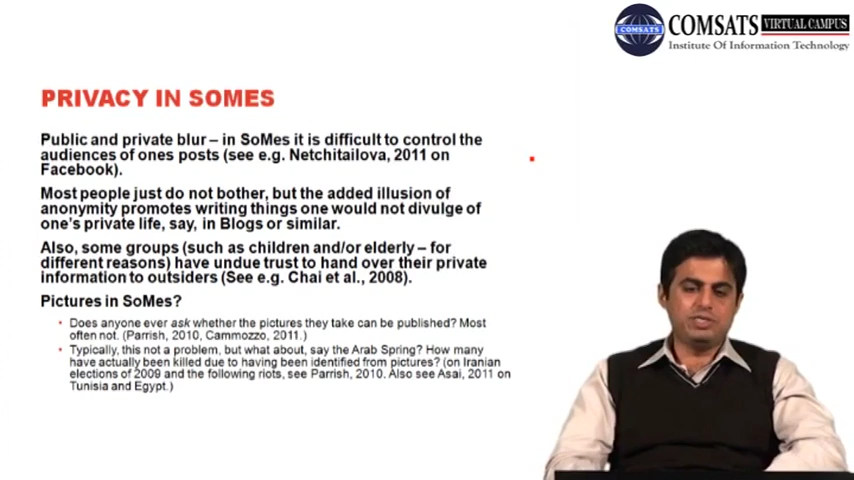 COMSATS VIRTUAL CAMPUS
COMSATS
Institute Of Information Technology
PRIVACY IN SOMES
Public and private blur – in SoMes it is difficult to control the
audiences of ones posts (see e.g. Netchitailova, 2011 on
Facebook).
Most people just do not bother, but the added illusion of
anonymity promotes writing things one would not divulge of
one's private life, say, in Blogs or similar.
Also, some groups (such as children and/or elderly – for
different reasons) have undue trust to hand over their private
information to outsiders (See e.g. Chai et al., 2008).
Pictures in SoMes?
• Does anyone ever ask whether the pictures they take can be published? Most
often not. (Parrish, 2010, Cammozzo, 2011.)
• Typically, this not a problem, but what about, say the Arab Spring? How many
have actually been killed due to having been identified from pictures? (on Iranian
elections of 2009 and the following riots, see Parrish, 2010. Also see Asai, 2011 on
Tunisia and Egypt.)